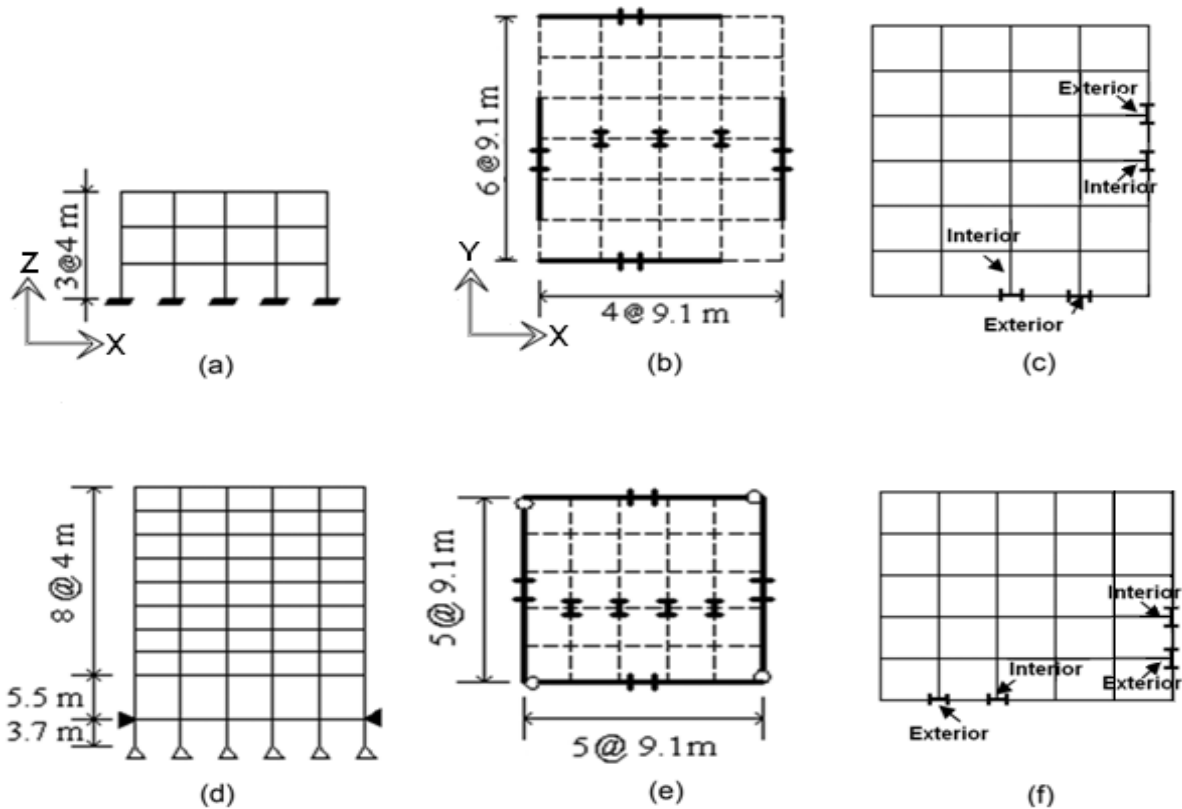 3@4 m
Z
X
(a)
6@9.1 m
Y
X
4@9.1 m
(b)
Exterior
Interior
Interior
Exterior
(c)
8@4 m
5.5 m
3.7 m
(d)
5@9.1m
5@ 9.1m
(e)
Interior
Interior
Exterior
Exterior
(f)